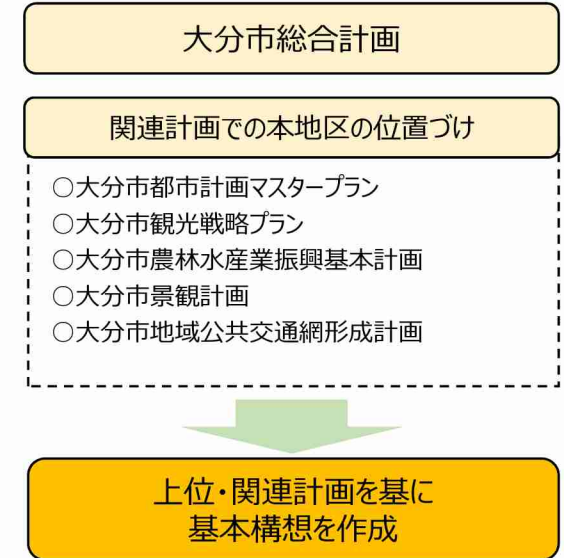 大分市総合計画
関連計画での本地区の位置づけ
○大分市都市計画マスタープラン
○大分市観光戦略プラン
○大分市農林水産業振興基本計画
○大分市景観計画
○大分市地域公共交通網形成計画
上位・関連計画を基に
基本構想を作成